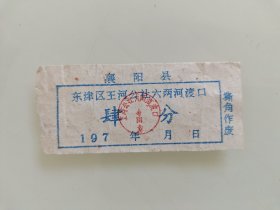 襄阳县
东津区王河公社六两河渡口
肆分
197 年 月 日
撕角作废